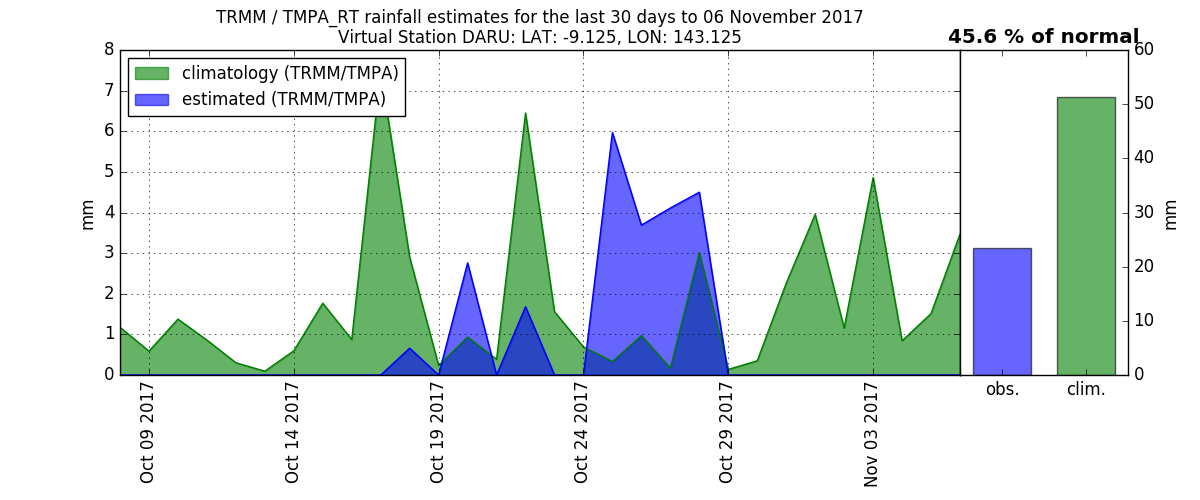 TRMM / TMPA_RT rainfall estimates for the last 30 days to 06 November 2017
Virtual Station DARU: LAT: -9.125, LON: 143.125
45.6 % of normal
climatology (TRMM/TMPA)
estimated (TRMM/TMPA)
8
7
6
5
4
3
2
1
0
mm
Oct 09 2017
Oct 14 2017
Oct 19 2017
Oct 24 2017
Oct 29 2017
Nov 03 2017
60
50
40
30
20
10
0
mm
obs.
clim.